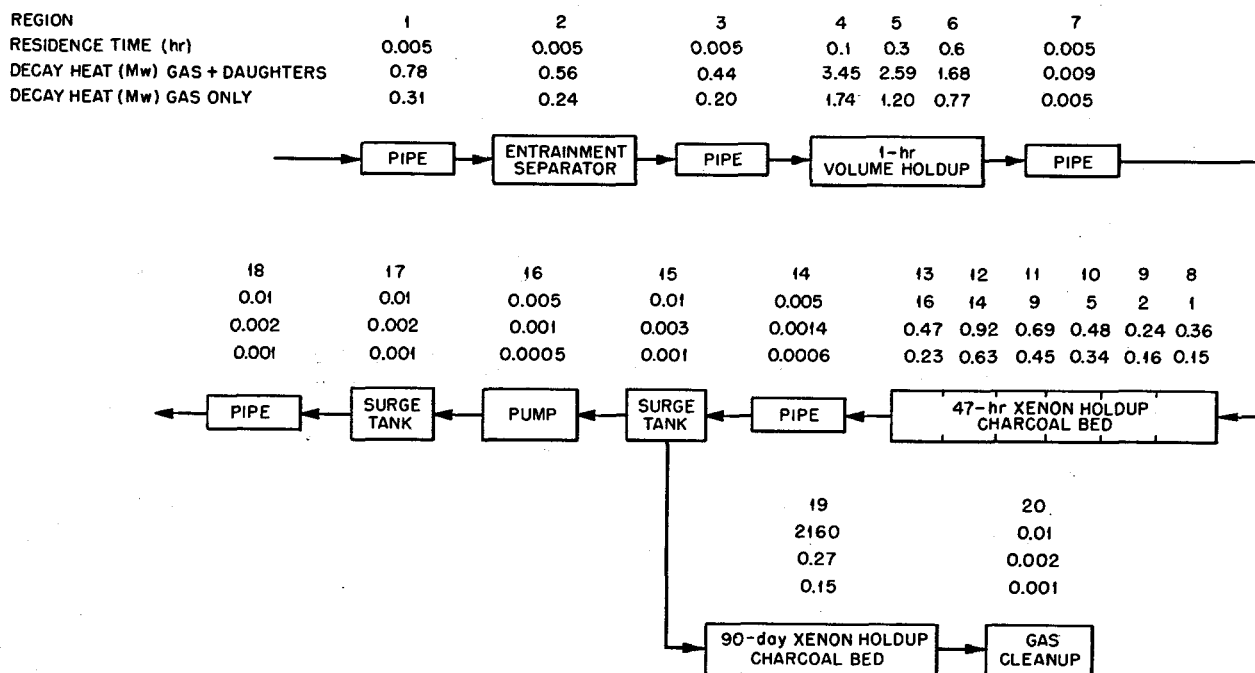 REGION 1 2 3 4 5 6 7
RESIDENCE TIME (hr) 0.005 0.005 0.005 0.1 0.3 0.6 0.005
DECAY HEAT (Mw) GAS + DAUGHTERS 0.78 0.56 0.44 3.45 2.59 1.68 0.009
DECAY HEAT (Mw) GAS ONLY 0.31 0.24 0.20 1.74 1.20 0.77 0.005
PIPE
ENTRAINMENT
SEPARATOR
PIPE
1-hr
VOLUME HOLDUP
PIPE
18 17 16 15 14 13 12 11 10 9 8
0.01 0.01 0.005 0.01 0.005 16 14 9 5 2 1
0.002 0.002 0.001 0.003 0.0014 0.47 0.92 0.69 0.48 0.24 0.36
0.001 0.001 0.0005 0.001 0.0006 0.23 0.63 0.45 0.34 0.16 0.15
PIPE
SURGE
TANK
PUMP
SURGE
TANK
PIPE
47-hr XENON HOLDUP
CHARCOAL BED
19 20
2160 0.01
0.27 0.002
0.15 0.001
90-day XENON HOLDUP
CHARCOAL BED
GAS
CLEANUP